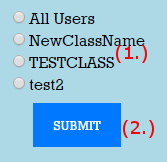 All Users
NewClassName
(1.)
TESTCLASS
test2
SUBMIT (2.)